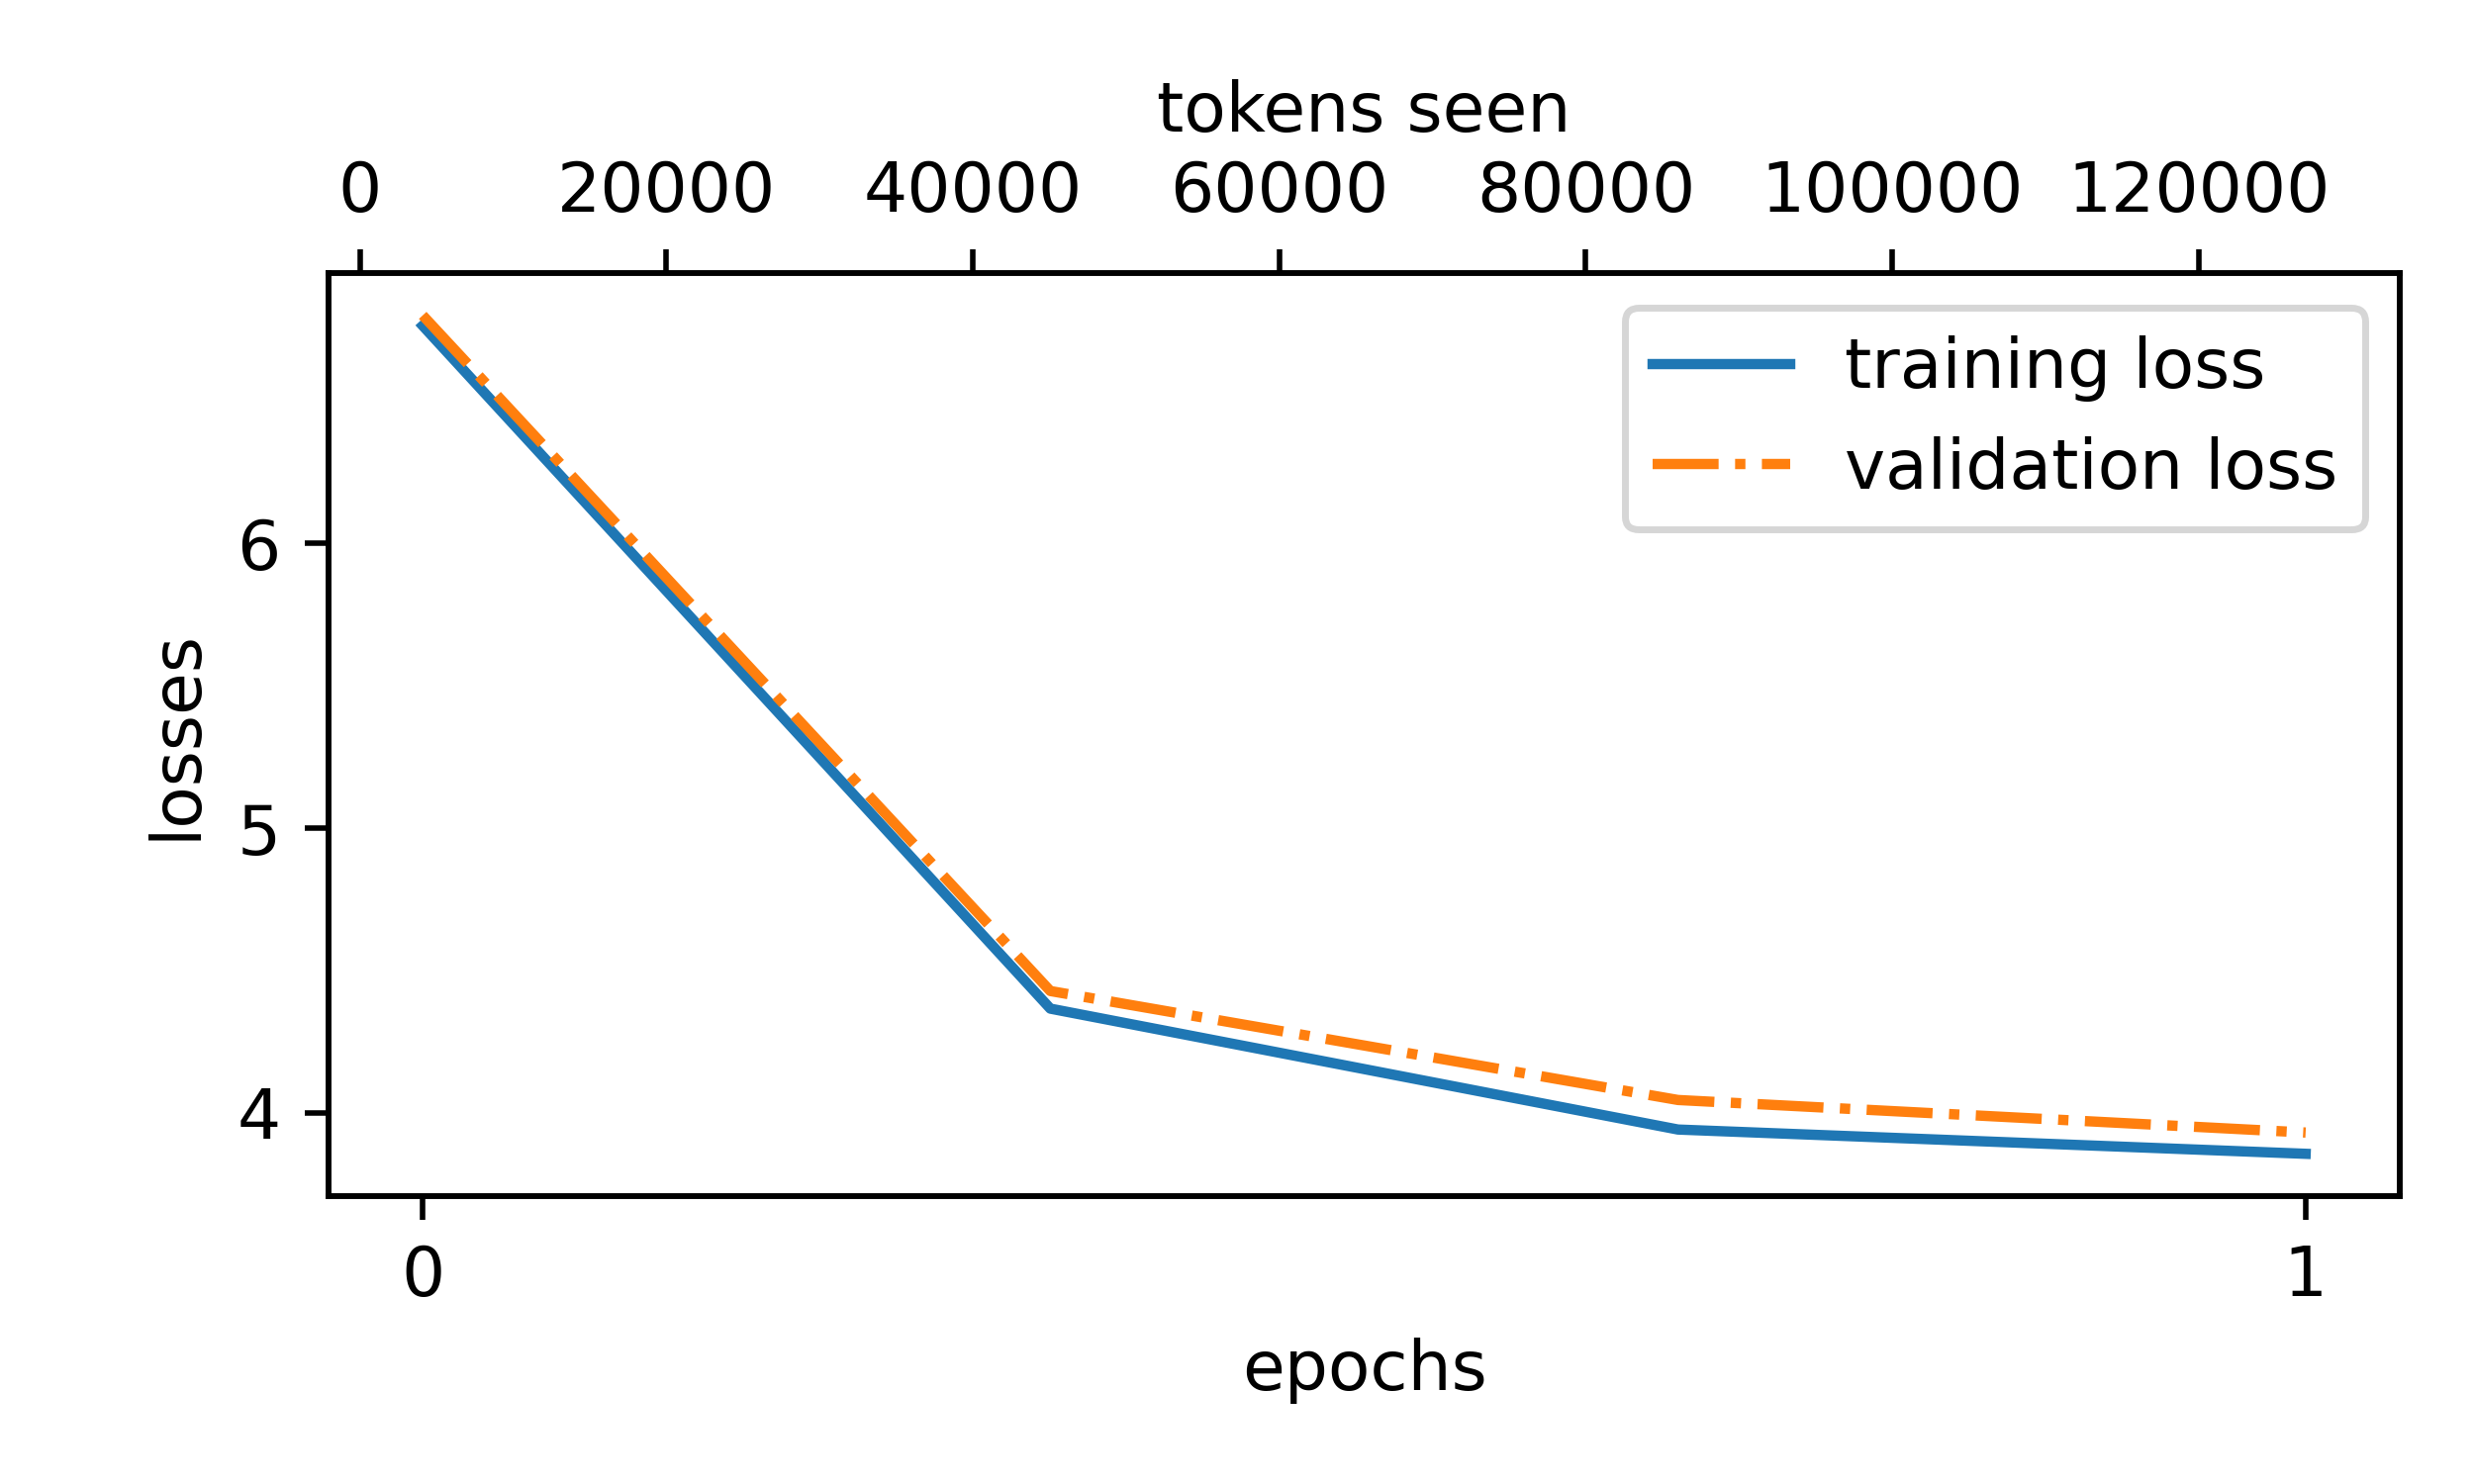 tokens seen
0 20000 40000 60000 80000 100000 120000
training loss
validation loss
losses
6
5
4
0 1
epochs